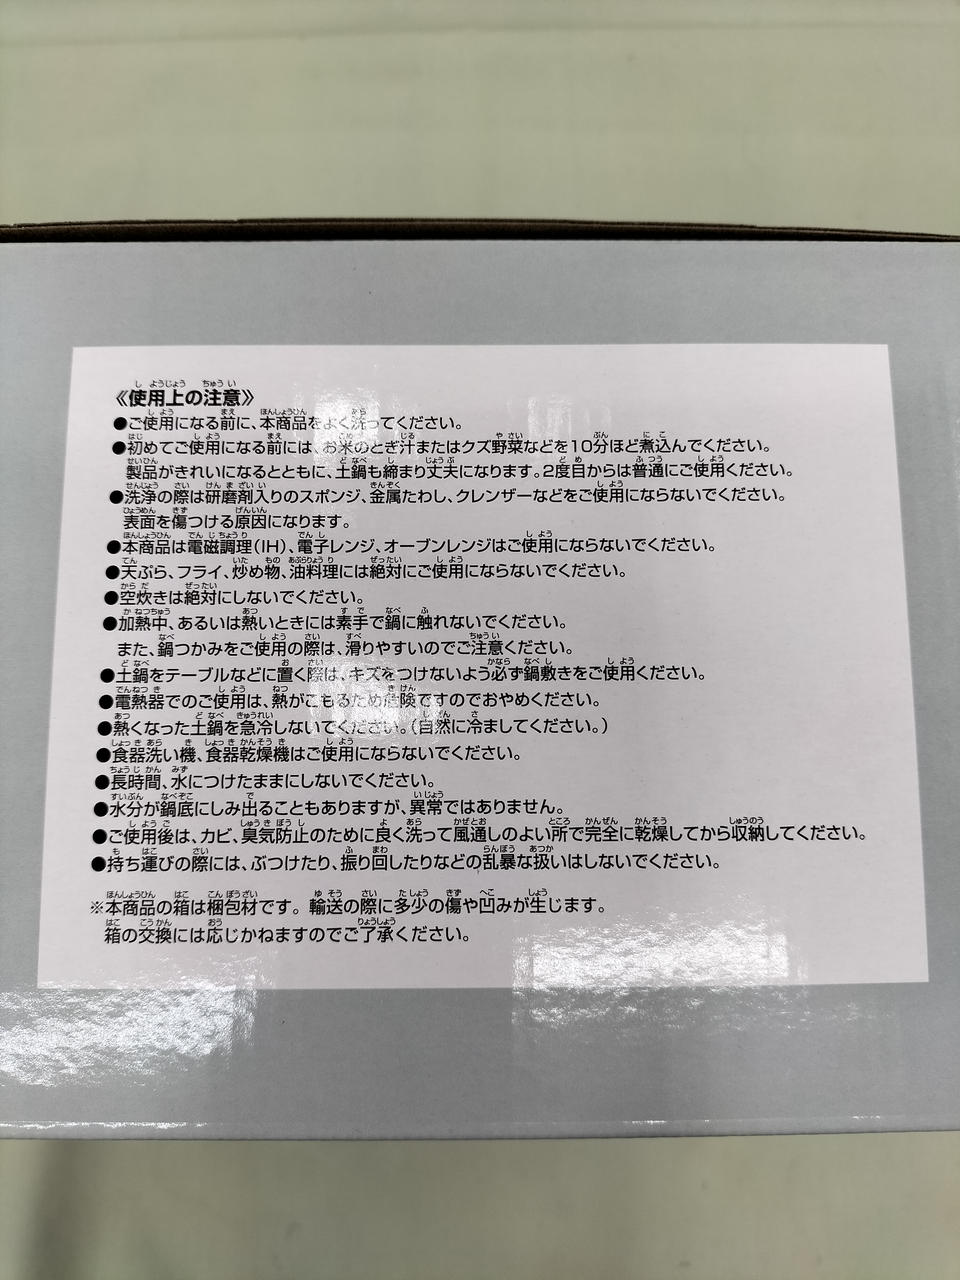 《使用上の注意》
●ご使用になる前に、本商品をよく洗ってください。
●初めてご使用になる前には、お米のとぎ汁またはクズ野菜などを10分ほど煮込んでください。
製品がきれいになるとともに、土鍋も締まり丈夫になります。2度目からは普通にご使用ください。
●洗浄の際は研磨剤入りのスポンジ、金属たわし、クレンザーなどをご使用にならないでください。
表面を傷つける原因になります。
●本商品は電磁調理(IH)、電子レンジ、オーブンレンジはご使用にならないでください。
●天ぷら、フライ、炒め物、油料理には絶対にご使用にならないでください。
●空炊きは絶対にしないでください。
●加熱中、あるいは熱いときには素手で鍋に触れないでください。
また、鍋つかみをご使用の際は、滑りやすいのでご注意ください。
●土鍋をテーブルなどに置く際は、キズをつけないよう必ず鍋敷きをご使用ください。
●電熱器でのご使用は、熱がこもるため危険ですのでおやめください。
●熱くなった土鍋を急冷しないでください。(自然に冷ましてください。)
●食器洗い機、食器乾燥機はご使用にならないでください。
●長時間、水につけたままにしないでください。
●水分が鍋底にしみ出ることもありますが、異常ではありません。
●ご使用後は、カビ、臭気防止のために良く洗って風通しのよい所で完全に乾燥してから収納してください。
●持ち運びの際には、ぶつけたり、振り回したりなどの乱暴な扱いはしないでください。
※本商品の箱は梱包材です。輸送の際に多少の傷や凹みが生じます。
箱の交換には応じかねますのでご了承ください。